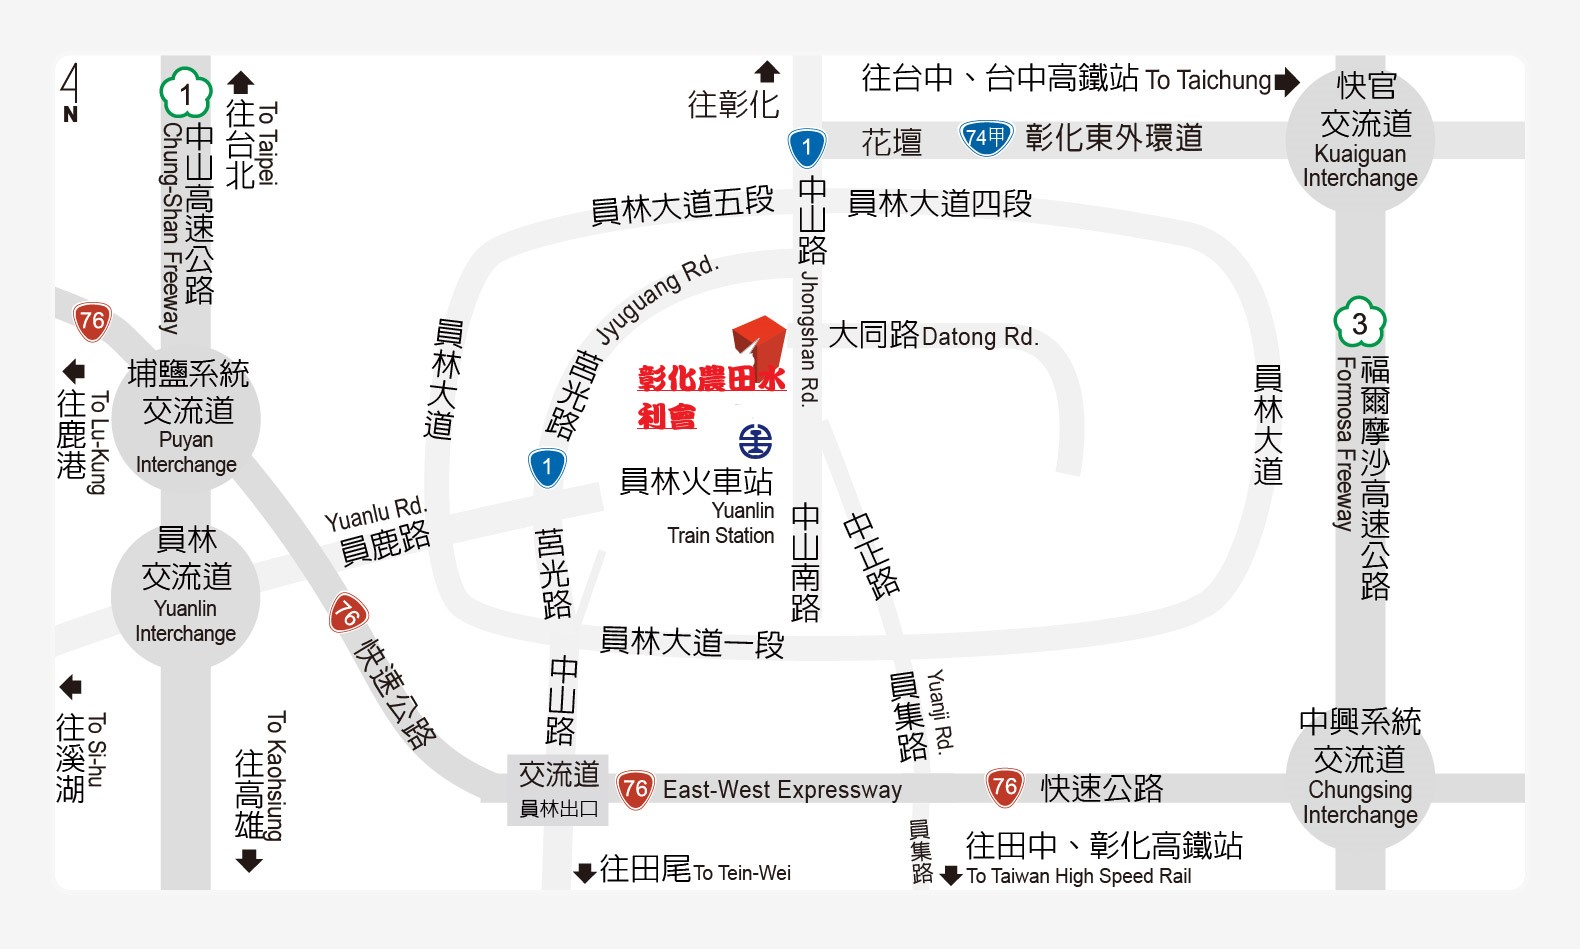 N
1
中山高速公路
Chung-Shan Freeway
往台北
To Taipei
往彰化
往台中、台中高鐵站 To Taichung
快官
交流道
Kuaiguan
Interchange
1
花壇
74甲
彰化東外環道
員林大道五段
中山路
Jhongshan Rd.
員林大道四段
莒光路
Jyuguang Rd.
76
3
福爾摩沙高速公路
Formosa Freeway
大同路Datong Rd.
員林大道
員林大道
彰化農田水
利會
埔鹽系統
交流道
Puyan
Interchange
往鹿港
To Lu-Kung
1
員林火車站
Yuanlin
Train Station
Yuanlu Rd.
員鹿路
莒光路
中山南路
中正路
員林
交流道
Yuanlin
Interchange
76
快速公路
員林大道一段
中山路
員集路
Yuanji Rd.
往溪湖
To Si-hu
往高雄
To Kaohsiung
交流道
員林出口
76
East-West Expressway
76
快速公路
中興系統
交流道
Chungsing
Interchange
員集路
往田尾To Tein-Wei
往田中、彰化高鐵站
To Taiwan High Speed Rail